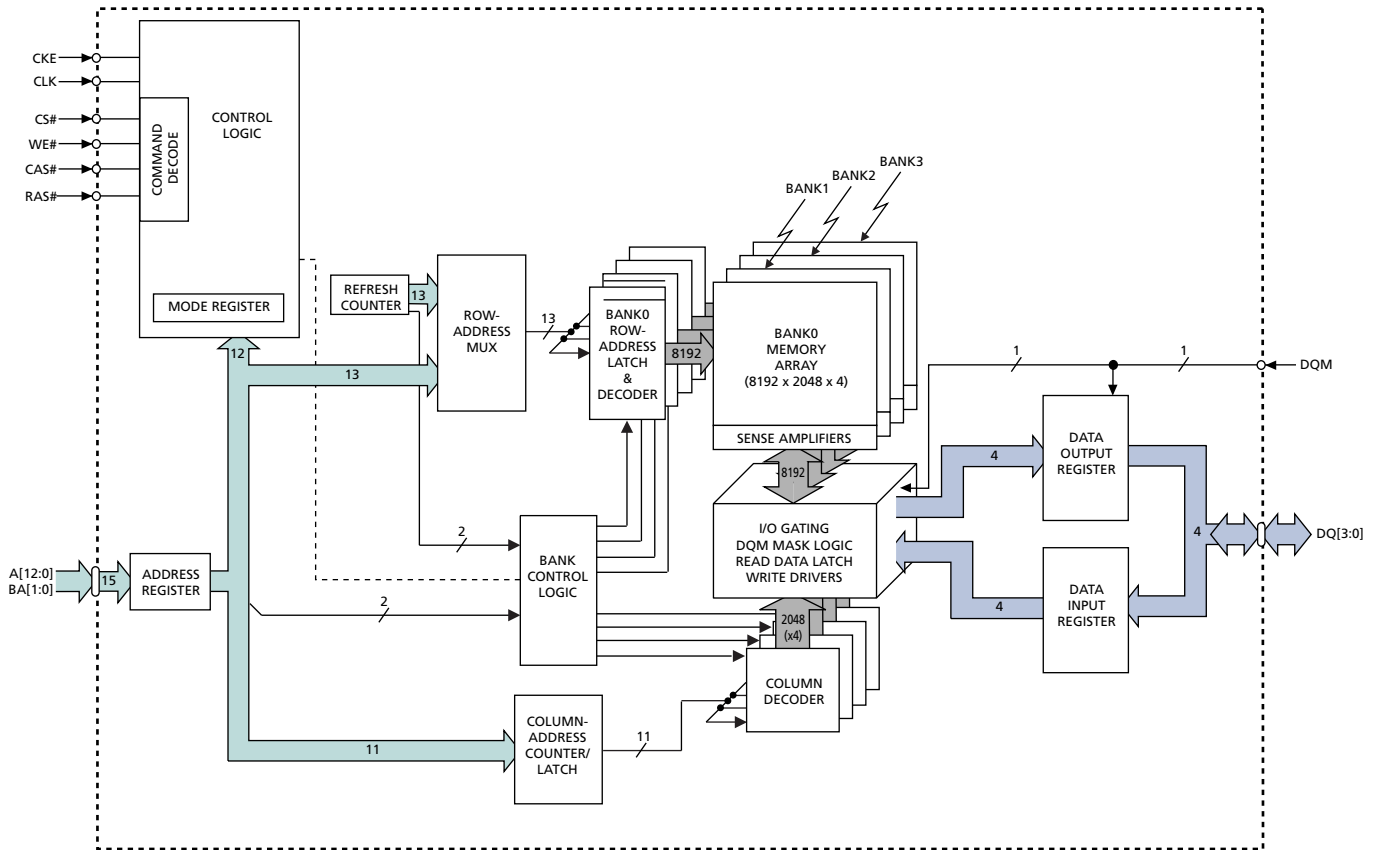 CKE
CLK
CS#
WE#
CAS#
RAS#
COMMAND
DECODE
CONTROL
LOGIC
MODE REGISTER
12
REFRESH
COUNTER
13
13
ROW-
ADDRESS
MUX
13
BANK0
ROW-
ADDRESS
LATCH
&
DECODER
8192
BANK1
BANK2
BANK3
BANK0
MEMORY
ARRAY
(8192 x 2048 x 4)
SENSE AMPLIFIERS
8192
I/O GATING
DQM MASK LOGIC
READ DATA LATCH
WRITE DRIVERS
2048
(x4)
COLUMN
DECODER
1
1
DQM
4
DATA
OUTPUT
REGISTER
4
DQ[3:0]
4
DATA
INPUT
REGISTER
A[12:0]
BA[1:0]
15
ADDRESS
REGISTER
2
2
BANK
CONTROL
LOGIC
11
COLUMN-
ADDRESS
COUNTER/
LATCH
11